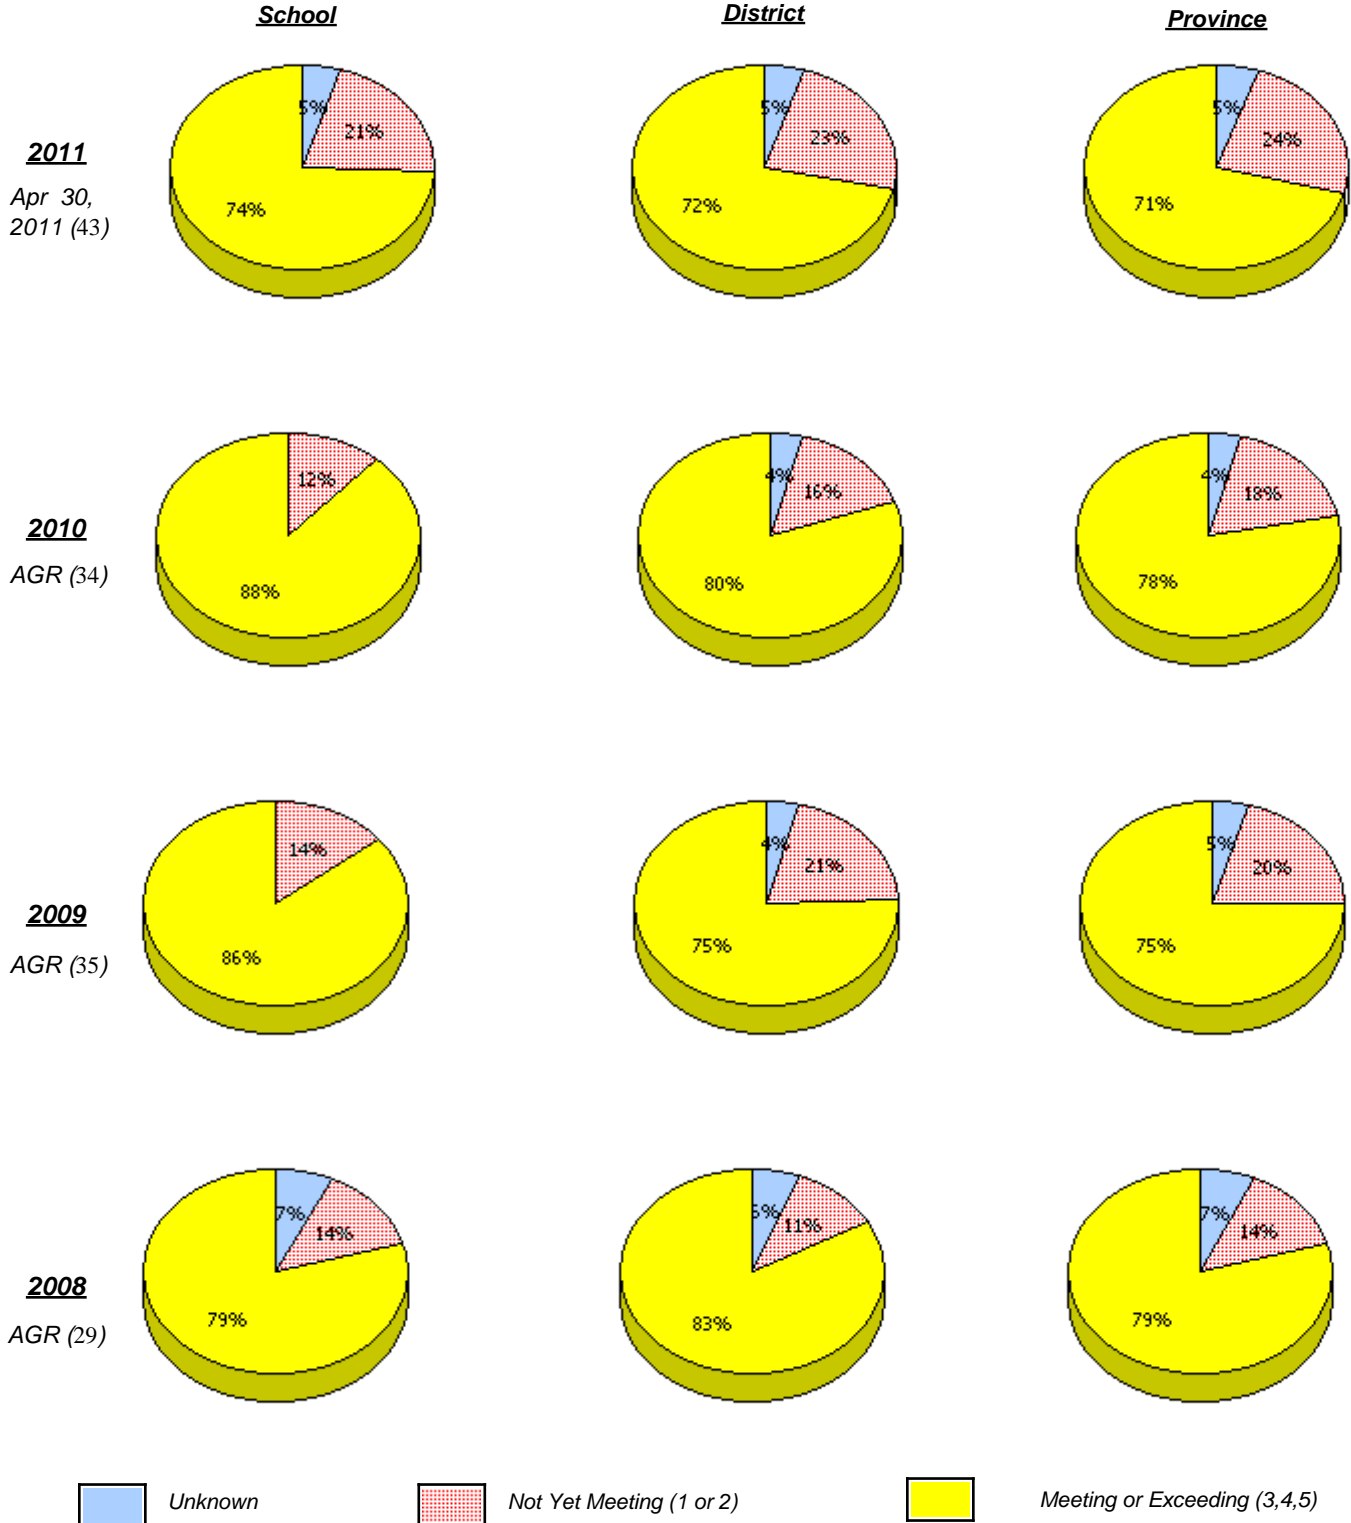 School District Province
5% 5% 5%
21% 23% 24%
2011
Apr 30,
2011 (43)
74% 72% 71%
12% 4% 16% 4% 18%
2010
AGR (34)
88% 80% 78%
14% 4% 21% 5% 20%
2009
AGR (35)
86% 75% 75%
7% 14% 11% 7% 14%
2008
AGR (29)
79% 83% 79%
Unknown Not Yet Meeting (1 or 2) Meeting or Exceeding (3,4,5)